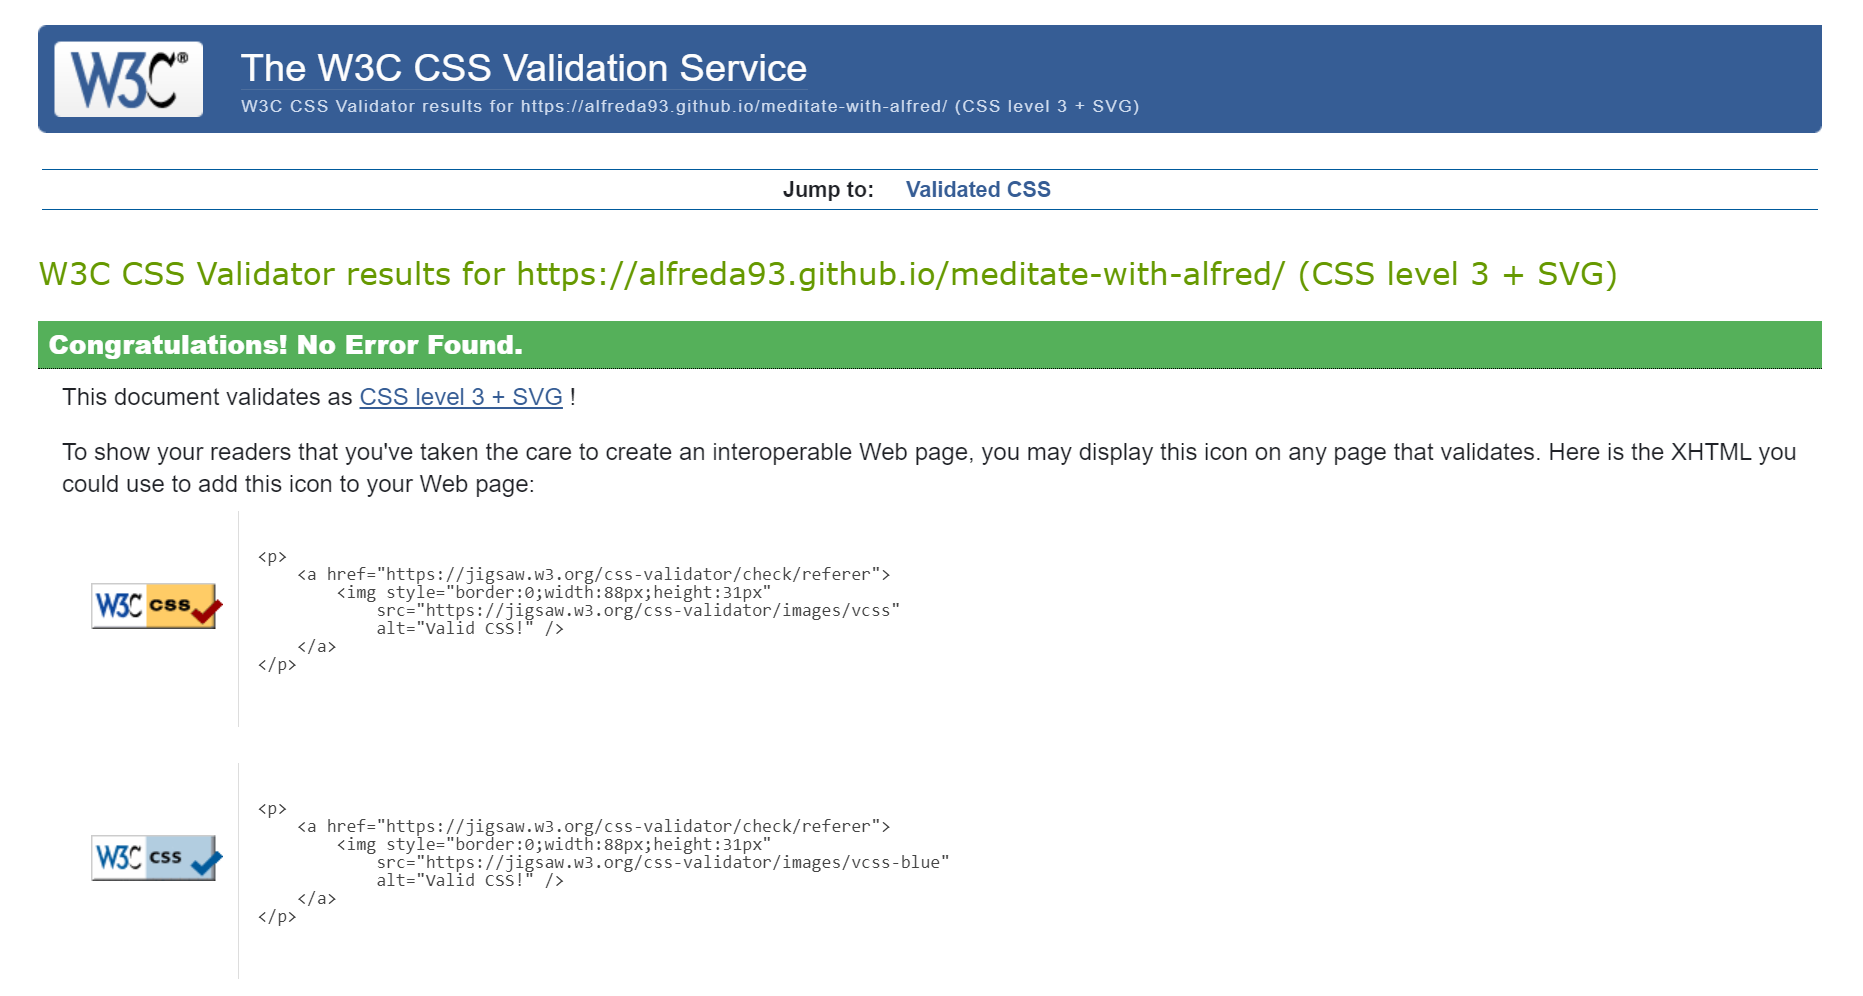 W3C®
The W3C CSS Validation Service
W3C CSS Validator results for https://alfreda93.github.io/meditate-with-alfred/ (CSS level 3 + SVG)
Jump to: Validated CSS
W3C CSS Validator results for https://alfreda93.github.io/meditate-with-alfred/ (CSS level 3 + SVG)
Congratulations! No Error Found.
This document validates as CSS level 3 + SVG !
To show your readers that you've taken the care to create an interoperable Web page, you may display this icon on any page that validates. Here is the XHTML you
could use to add this icon to your Web page:
W3C css
<p>
    <a href="https://jigsaw.w3.org/css-validator/check/referer">
        <img style="border:0;width:88px;height:31px"
            src="https://jigsaw.w3.org/css-validator/images/vcss"
            alt="Valid CSS!" />
    </a>
</p>
W3C css
<p>
    <a href="https://jigsaw.w3.org/css-validator/check/referer">
        <img style="border:0;width:88px;height:31px"
            src="https://jigsaw.w3.org/css-validator/images/vcss-blue"
            alt="Valid CSS!" />
    </a>
</p>